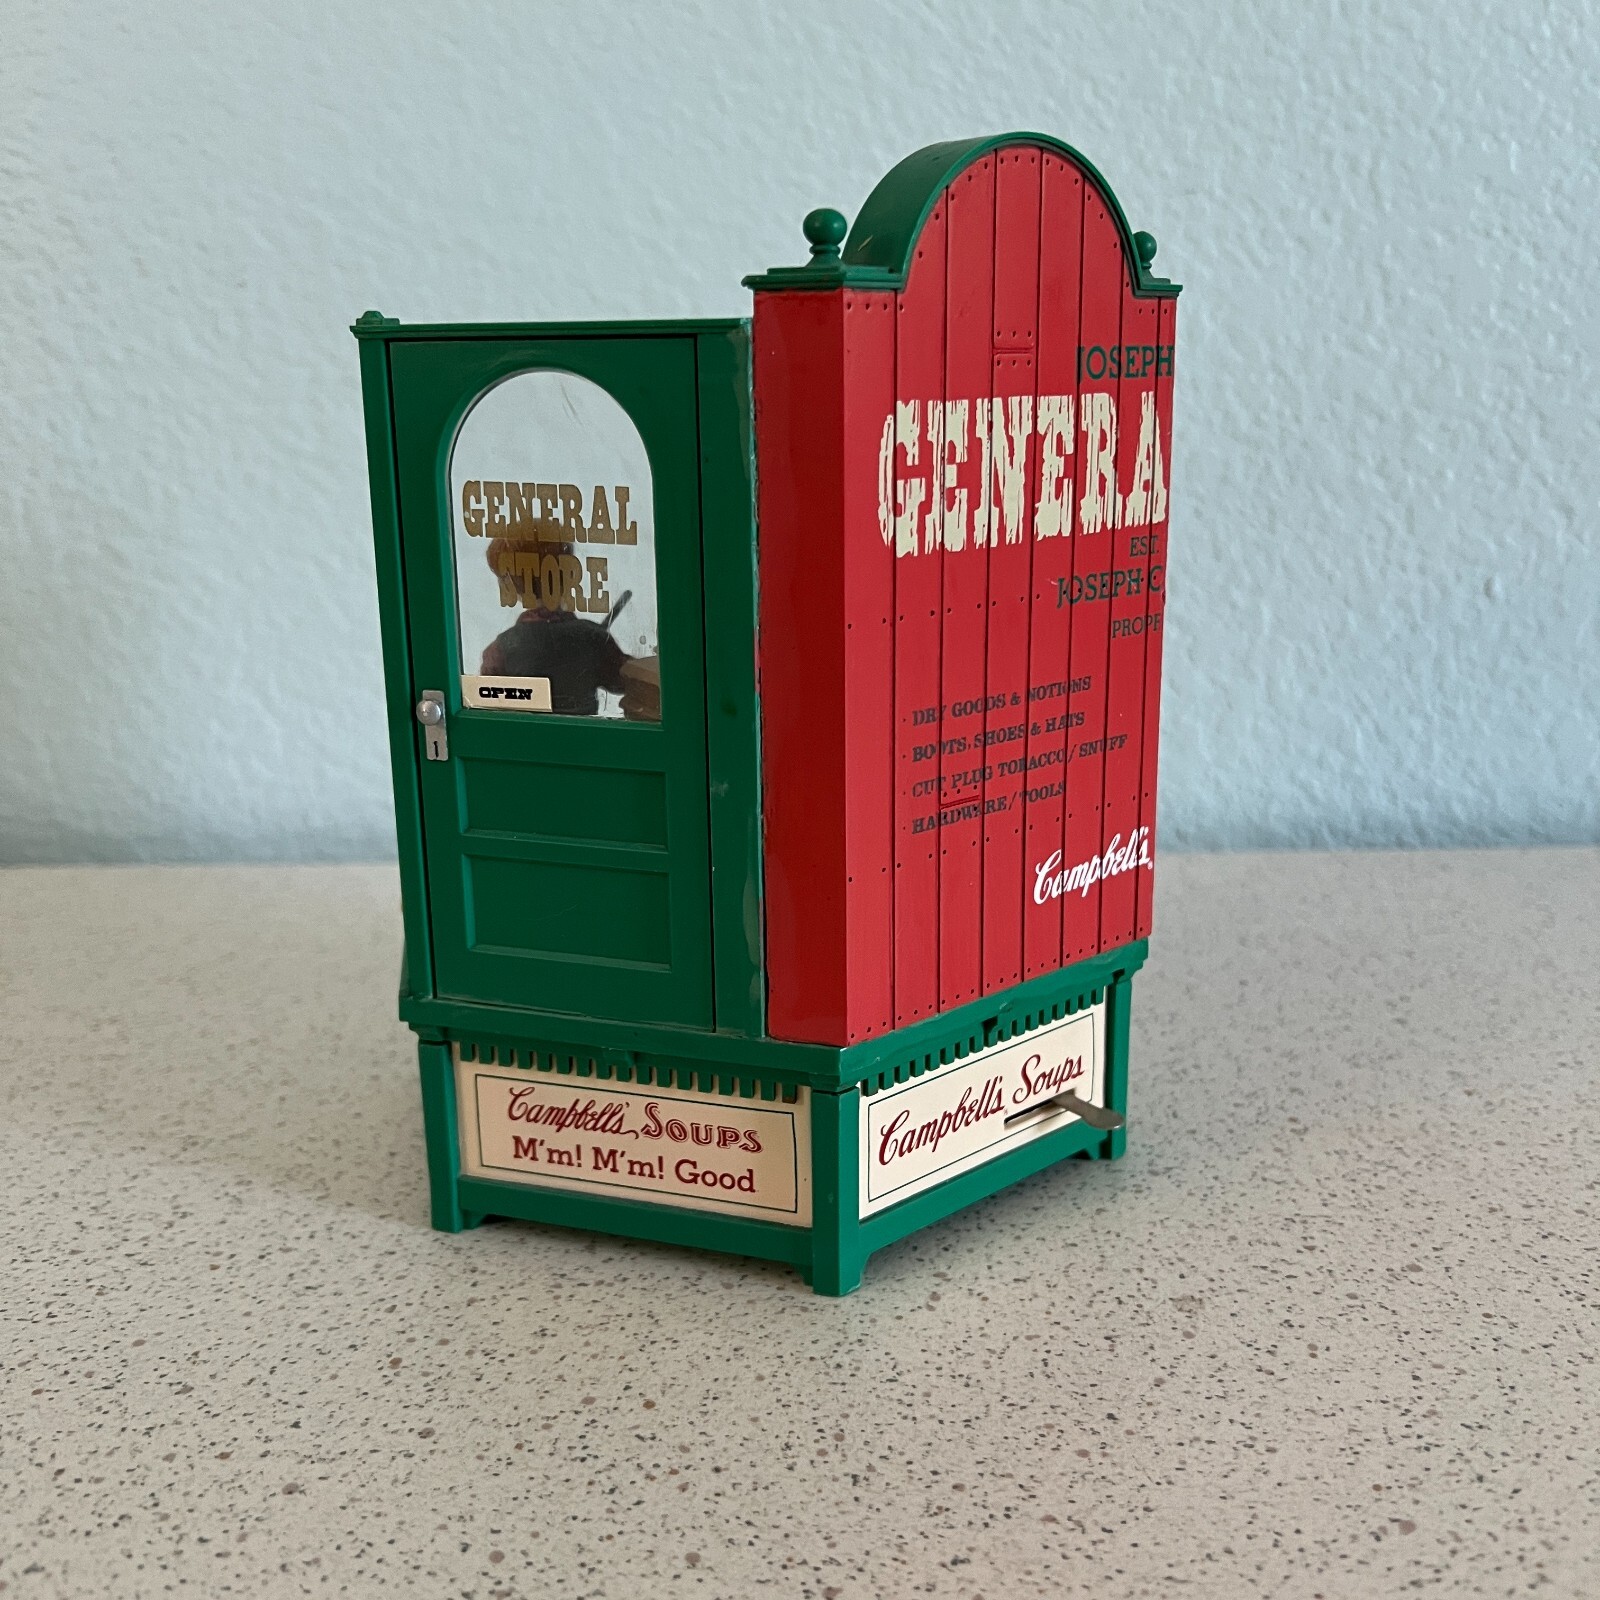 GENERAL
STORE
OPEN
JOSEPH
GENERA
EST.
JOSEPH C
PROPF
· DRY GOODS & NOTIONS
· BOOTS, SHOES & HATS
· CUT PLUG TOBACCO / SNUFF
· HARDWARE / TOOLS
Campbell's.
Campbell's SOUPS
M'm! M'm! Good
Campbell's Soups